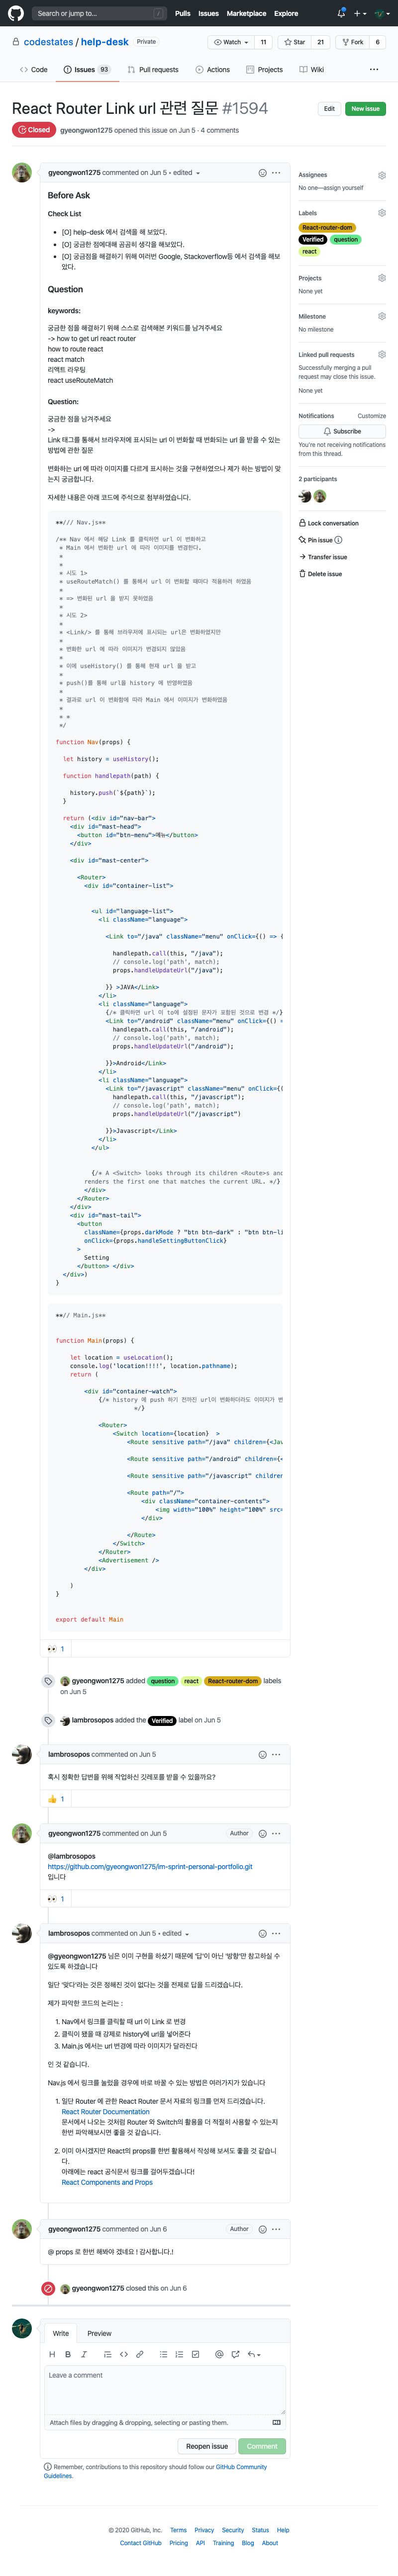 Search or jump to...
/
Pulls Issues Marketplace Explore
codestates / help-desk Private
Watch 11 Star 21 Fork 6
Code Issues 93 Pull requests Actions Projects Wiki
React Router Link url 관련 질문 #1594
Edit New issue
Closed gyeongwon1275 opened this issue on Jun 5 · 4 comments
gyeongwon1275 commented on Jun 5 • edited
Before Ask
Check List
• [O] help-desk 에서 검색을 해 보았다.
• [O] 궁금한 점에대해 곰곰히 생각을 해보았다.
• [O] 궁금점을 해결하기 위해 여러번 Google, Stackoverflow등 에서 검색을 해보
았다.
Question
keywords:
궁금한 점을 해결하기 위해 스스로 검색해본 키워드를 남겨주세요
-> how to get url react router
how to route react
react match
리액트 라우팅
react useRouteMatch
Question:
궁금한 점을 남겨주세요
->
Link 태그를 통해서 브라우저에 표시되는 url 이 변화할 때 변화되는 url 을 받을 수 있는
방법에 관한 질문
변화하는 url 에 따라 이미지를 다르게 표시하는 것을 구현하였으나 제가 하는 방법이 맞
는지 궁금합니다.
자세한 내용은 아래 코드에 주석으로 첨부하였습니다.
**/// Nav.js**
/** Nav 에서 해당 Link 를 클릭하면 url 이 변화하고
* Main 에서 변화한 url 에 따라 이미지를 변경한다.
*
*
* 시도 1>
* useRouteMatch() 를 통해서 url 이 변화할 때마다 적용하려 하였음
*
* => 변화된 url 을 받지 못하였음
*
* 시도 2>
*
* <Link/> 를 통해 브라우저에 표시되는 url은 변화하였지만
*
* 변화한 url 에 따라 이미지가 변경되지 않았음
*
* 이에 useHistory() 를 통해 현재 url 을 받고
*
* push()를 통해 url을 history 에 반영하였음
*
* 결과로 url 이 변화함에 따라 Main 에서 이미지가 변화하였음
*
* *
*/
function Nav(props) {
let history = useHistory();
function handlepath(path) {
history.push(`${path}`);
}
return (<div id="nav-bar">
<div id="mast-head">
<button id="btn-menu">메뉴</button>
</div>
<div id="mast-center">
<Router>
<div id="container-list">
<ul id="language-list">
<li className="language">
<Link to="/java" className="menu" onClick={() => {
handlepath.call(this, "/java");
// console.log('path', match);
props.handleUpdateUrl("/java");
}} >JAVA</Link>
</li>
<li className="language">
{/* 클릭하면 url 이 to에 설정된 문자가 포함된 것으로 변경 */}
<Link to="/android" className="menu" onClick={() =
handlepath.call(this, "/android");
// console.log('path', match);
props.handleUpdateUrl("/android");
}}>Android</Link>
</li>
<li className="language">
<Link to="/javascript" className="menu" onClick={(
handlepath.call(this, "/javascript");
// console.log('path', match);
props.handleUpdateUrl("/javascript")
}}>Javascript</Link>
</li>
</ul>
{/* A <Switch> looks through its children <Route>s and
renders the first one that matches the current URL. */}
</div>
</Router>
</div>
<div id="mast-tail">
<button
className={props.darkMode ? "btn btn-dark" : "btn btn-li
onClick={props.handleSettingButtonClick}
>
Setting
</button> </div>
</div>)
}
**// Main.js**
function Main(props) {
let location = useLocation();
console.log('location!!!!', location.pathname);
return (
<div id="container-watch">
{/* history 에 push 하기 전까진 url이 변화하더라도 이미지가 변
*/}
<Router>
<Switch location={location} >
<Route sensitive path="/java" children={<Jav
<Route sensitive path="/android" children={<
<Route sensitive path="/javascript" children
<Route path="/">
<div className="container-contents">
<img width="100%" height="100%" src=
</div>
</Route>
</Switch>
</Router>
<Advertisement />
</div>
)
}
export default Main
👀 1
gyeongwon1275 added question react React-router-dom labels
on Jun 5
lambrosopos added the Verified label on Jun 5
lambrosopos commented on Jun 5
혹시 정확한 답변을 위해 작업하신 깃레포를 받을 수 있을까요?
👍 1
gyeongwon1275 commented on Jun 5 Author
@lambrosopos
https://github.com/gyeongwon1275/im-sprint-personal-portfolio.git
입니다
👀 1
lambrosopos commented on Jun 5 • edited
@gyeongwon1275 님은 이미 구현을 하셨기 때문에 '답'이 아닌 '방향'만 참고하실 수
있도록 하겠습니다
일단 '맞다'라는 것은 정해진 것이 없다는 것을 전제로 답을 드리겠습니다.
제가 파악한 코드의 논리는 :
1. Nav에서 링크를 클릭할 때 url 이 Link 로 변경
2. 클릭이 됐을 때 강제로 history에 url을 넣어준다
3. Main.js 에서는 url 변경에 따라 이미지가 달라진다
인 것 같습니다.
Nav.js 에서 링크를 눌렀을 경우에 바로 바꿀 수 있는 방법은 여러가지가 있습니다
1. 일단 Router 에 관한 React Router 문서 자료의 링크를 먼저 드리겠습니다.
React Router Documentation
문서에서 나오는 것처럼 Router 와 Switch의 활용을 더 적절히 사용할 수 있는지
한번 파악해보시면 좋을 것 같습니다.
2. 이미 아시겠지만 React의 props를 한번 활용해서 작성해 보셔도 좋을 것 같습니
다.
아래에는 react 공식문서 링크를 걸어두겠습니다!
React Components and Props
gyeongwon1275 commented on Jun 6 Author
@ props 로 한번 해봐야 겠네요 ! 감사합니다.!
gyeongwon1275 closed this on Jun 6
Write Preview
Leave a comment
Attach files by dragging & dropping, selecting or pasting them.
Reopen issue Comment
Remember, contributions to this repository should follow our GitHub Community
Guidelines.
Assignees
No one—assign yourself
Labels
React-router-dom
Verified question
react
Projects
None yet
Milestone
No milestone
Linked pull requests
Successfully merging a pull
request may close this issue.
None yet
Notifications Customize
Subscribe
You're not receiving notifications
from this thread.
2 participants
Lock conversation
Pin issue
Transfer issue
Delete issue
© 2020 GitHub, Inc. Terms Privacy Security Status Help
Contact GitHub Pricing API Training Blog About